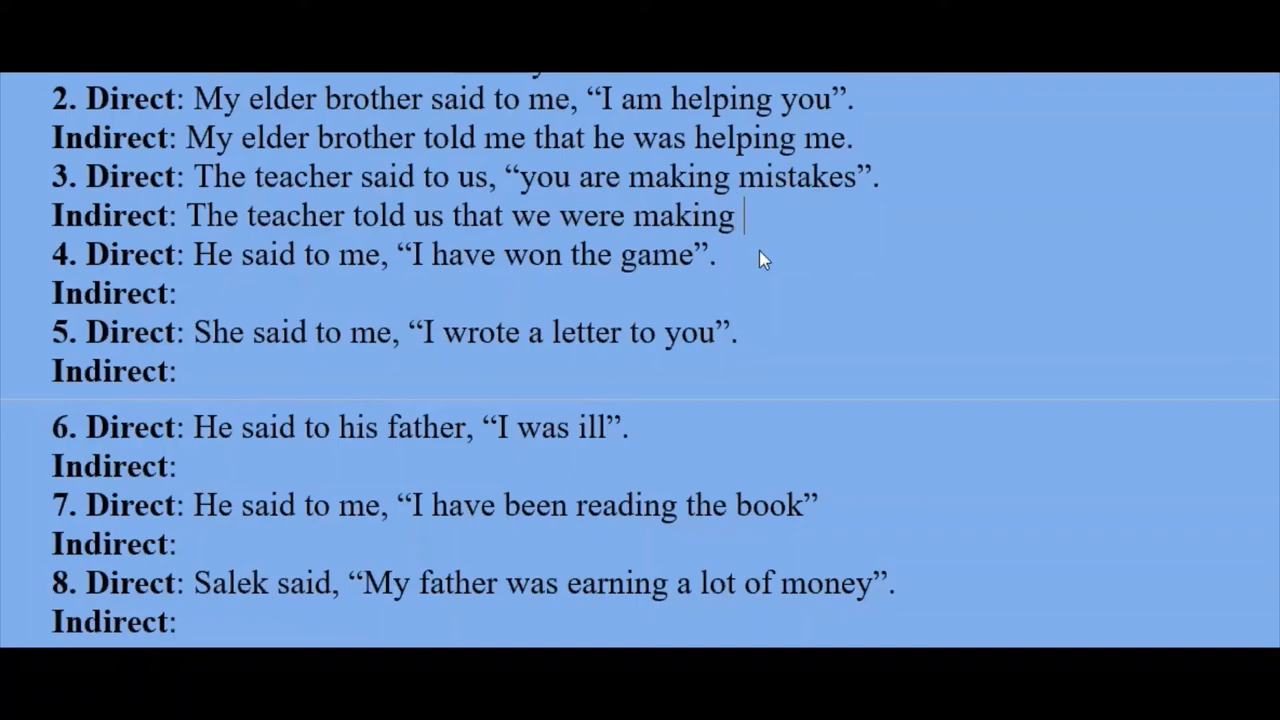 2. Direct: My elder brother said to me, “I am helping you”.
Indirect: My elder brother told me that he was helping me.
3. Direct: The teacher said to us, “you are making mistakes”.
Indirect: The teacher told us that we were making
4. Direct: He said to me, “I have won the game”.
Indirect:
5. Direct: She said to me, “I wrote a letter to you”.
Indirect:
6. Direct: He said to his father, “I was ill”.
Indirect:
7. Direct: He said to me, “I have been reading the book”
Indirect:
8. Direct: Salek said, “My father was earning a lot of money”.
Indirect: